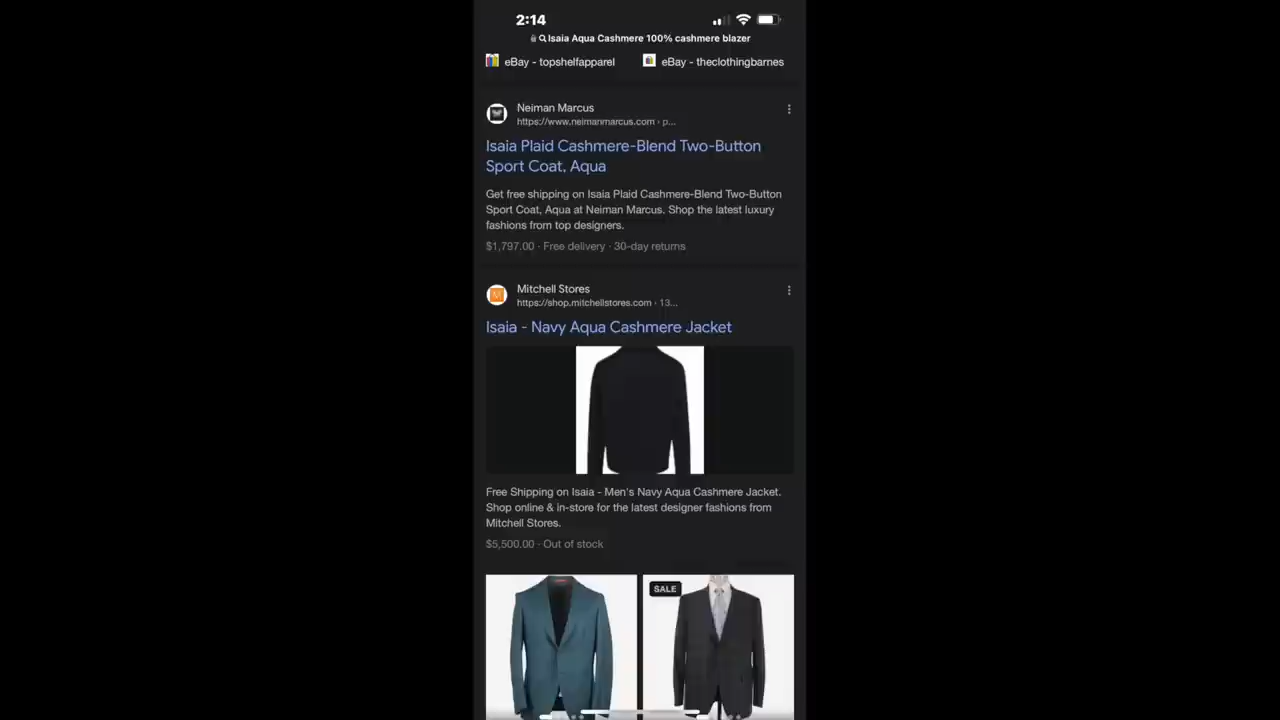 2:14
Isaia Aqua Cashmere 100% cashmere blazer
eBay - topshelfapparel
eBay - theclothingbarnes
Neiman Marcus
https://www.neimanmarcus.com › p...
Isaia Plaid Cashmere-Blend Two-Button
Sport Coat, Aqua
Get free shipping on Isaia Plaid Cashmere-Blend Two-Button
Sport Coat, Aqua at Neiman Marcus. Shop the latest luxury
fashions from top designers.
$1,797.00 · Free delivery · 30-day returns
M
Mitchell Stores
https://shop.mitchellstores.com › 13...
Isaia - Navy Aqua Cashmere Jacket
Free Shipping on Isaia - Men's Navy Aqua Cashmere Jacket.
Shop online & in-store for the latest designer fashions from
Mitchell Stores.
$5,500.00 · Out of stock
SALE